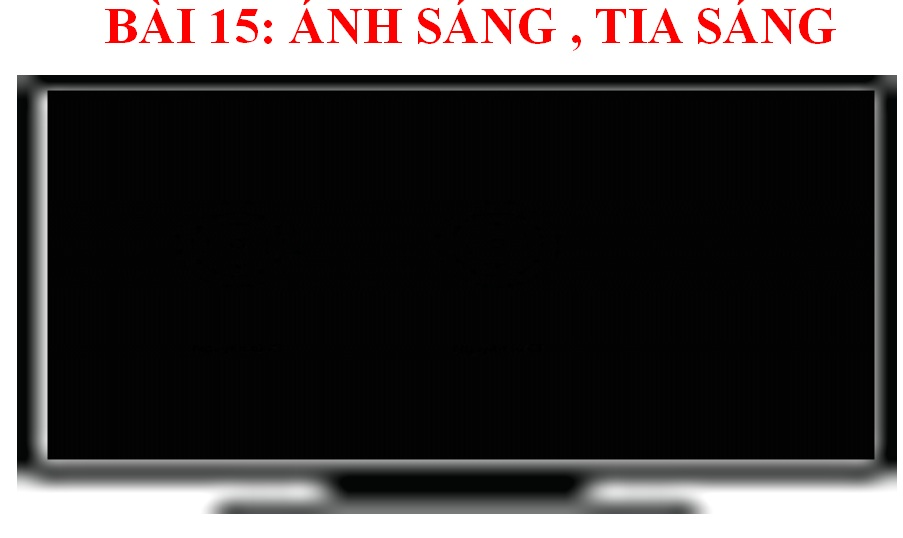 BÀI 15: ÁNH SÁNG , TIA SÁNG